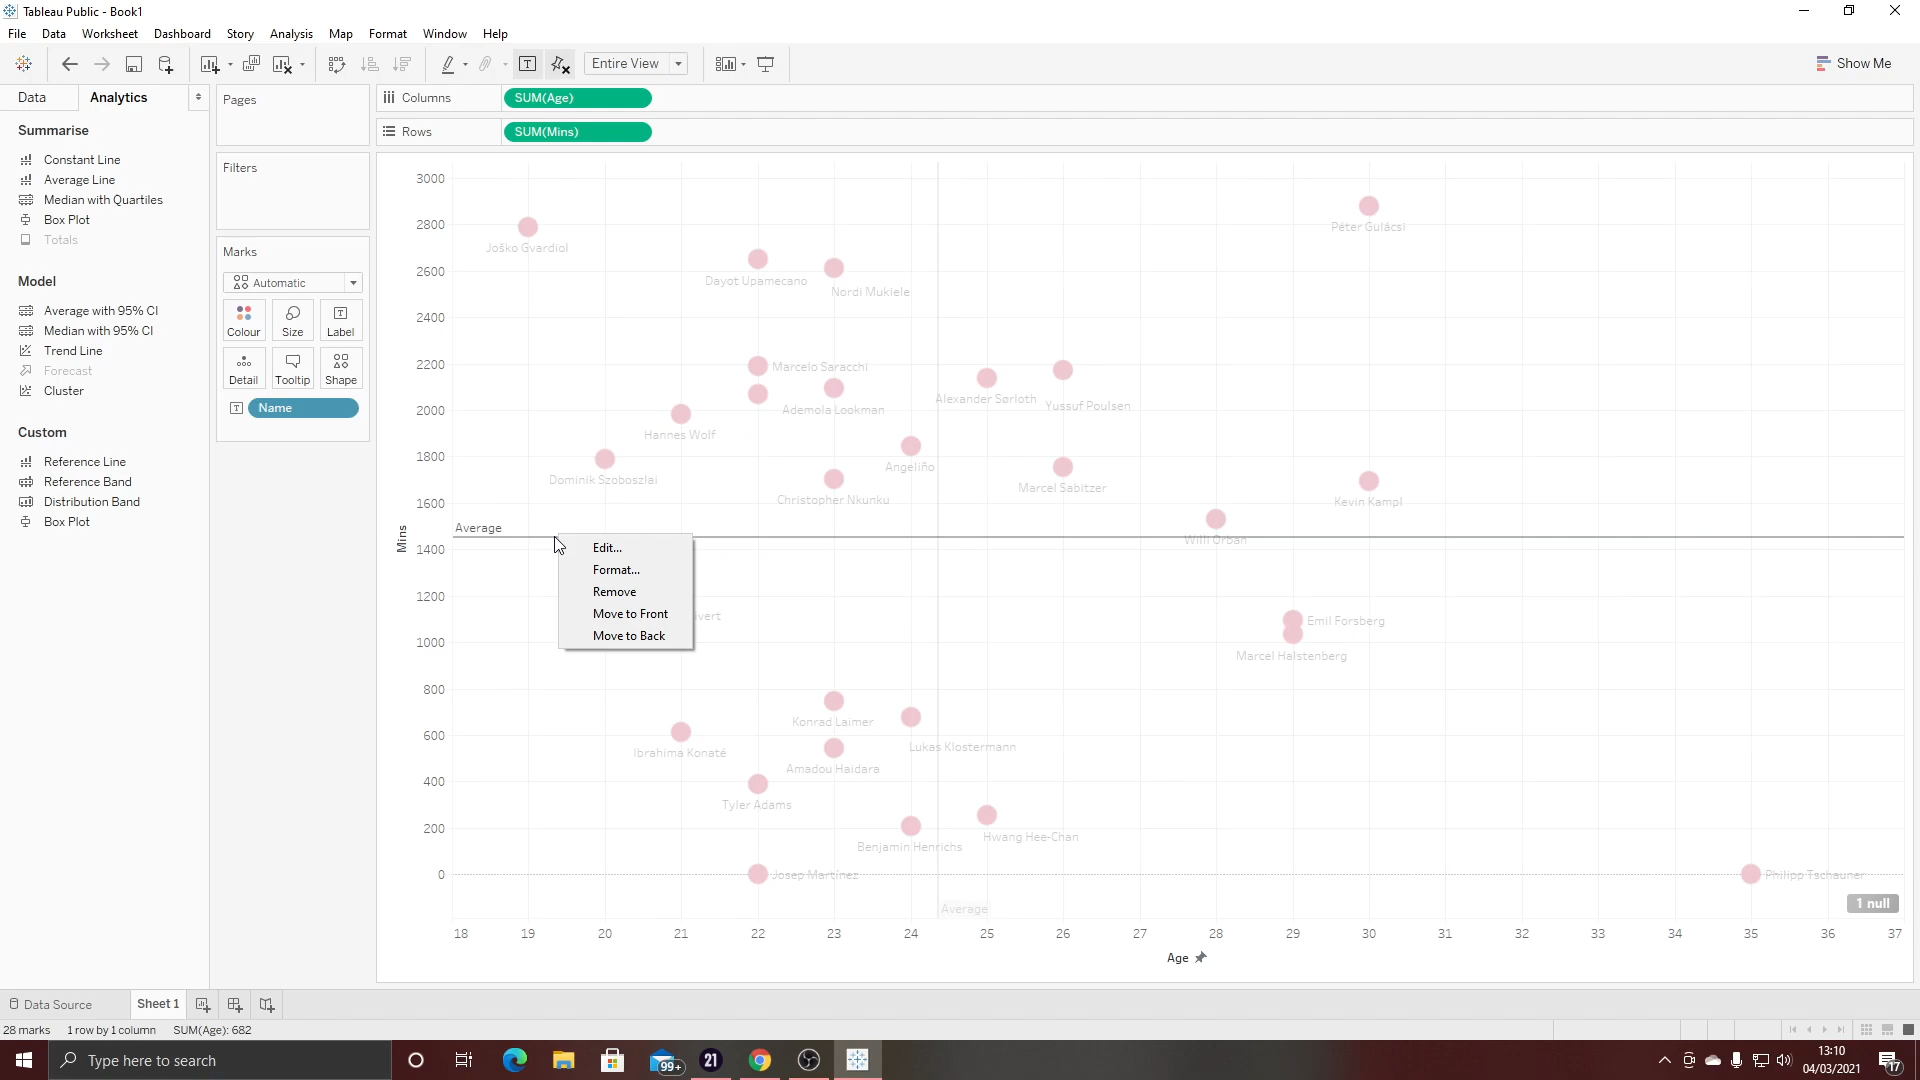 Tableau Public - Book1
File Data Worksheet Dashboard Story Analysis Map Format Window Help
Entire View
Show Me
Data Analytics
Summarise
Constant Line
Average Line
Median with Quartiles
Box Plot
Totals
Model
Average with 95% CI
Median with 95% CI
Trend Line
Forecast
Cluster
Custom
Reference Line
Reference Band
Distribution Band
Box Plot
Pages
Filters
Marks
Automatic
Colour Size Label
Detail Tooltip Shape
Name
Columns SUM(Age)
Rows SUM(Mins)
3000
2800
2600
2400
2200
2000
1800
1600
1400
1200
1000
800
600
400
200
0
Mins
Péter Gulácsi
Joško Gvardiol
Dayot Upamecano
Nordi Mukiele
Marcelo Saracchi
Alexander Sørloth
Yussuf Poulsen
Ademola Lookman
Hannes Wolf
Angeliño
Dominik Szoboszlai
Marcel Sabitzer
Christopher Nkunku
Kevin Kampl
Average
Willi Orban
Edit...
Format...
Remove
Move to Front
Move to Back
vert
Emil Forsberg
Marcel Halstenberg
Konrad Laimer
Lukas Klostermann
Ibrahima Konaté
Amadou Haidara
Tyler Adams
Hwang Hee-Chan
Benjamin Henrichs
Josep Martínez
Philipp Tschauner
1 null
Average
18 19 20 21 22 23 24 25 26 27 28 29 30 31 32 33 34 35 36 37
Age
Data Source Sheet 1
28 marks 1 row by 1 column SUM(Age): 682
Type here to search
99+
21
13:10
04/03/2021
17